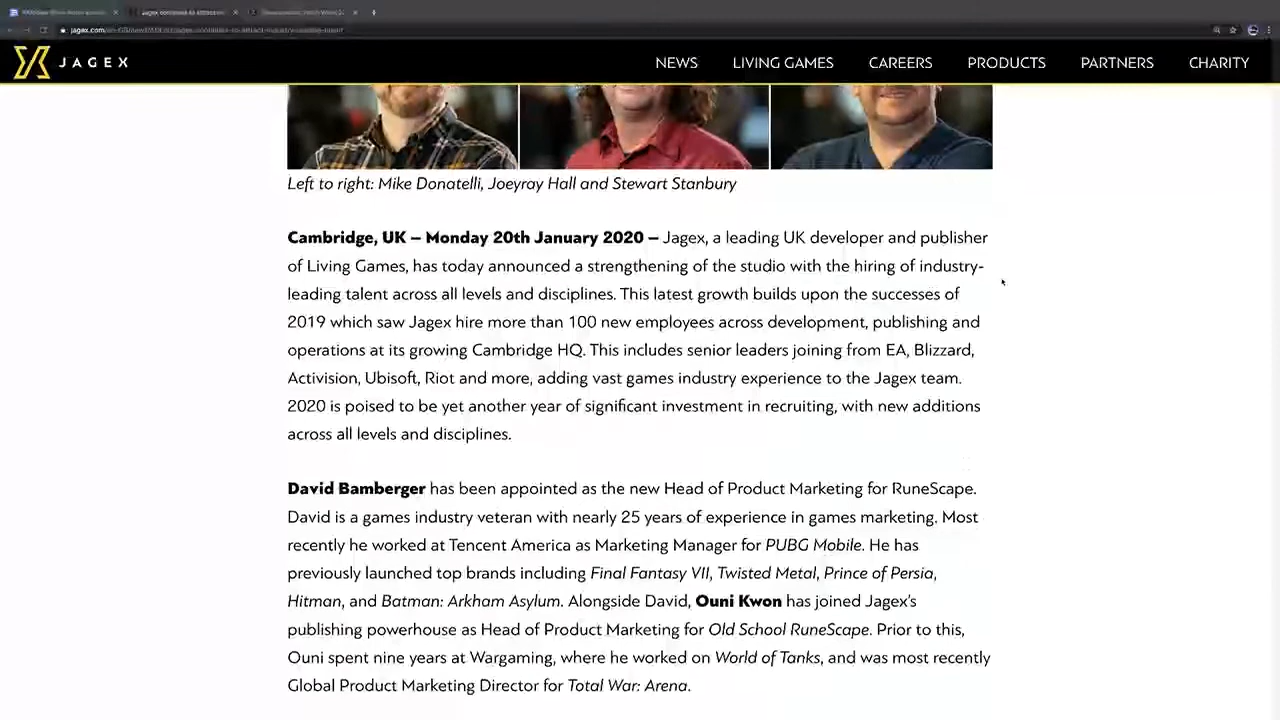 JAGEX
NEWS LIVING GAMES CAREERS PRODUCTS PARTNERS CHARITY
Left to right: Mike Donatelli, Joeyray Hall and Stewart Stanbury
Cambridge, UK – Monday 20th January 2020 – Jagex, a leading UK developer and publisher
of Living Games, has today announced a strengthening of the studio with the hiring of industry-
leading talent across all levels and disciplines. This latest growth builds upon the successes of
2019 which saw Jagex hire more than 100 new employees across development, publishing and
operations at its growing Cambridge HQ. This includes senior leaders joining from EA, Blizzard,
Activision, Ubisoft, Riot and more, adding vast games industry experience to the Jagex team.
2020 is poised to be yet another year of significant investment in recruiting, with new additions
across all levels and disciplines.
David Bamberger has been appointed as the new Head of Product Marketing for RuneScape.
David is a games industry veteran with nearly 25 years of experience in games marketing. Most
recently he worked at Tencent America as Marketing Manager for PUBG Mobile. He has
previously launched top brands including Final Fantasy VII, Twisted Metal, Prince of Persia,
Hitman, and Batman: Arkham Asylum. Alongside David, Ouni Kwon has joined Jagex's
publishing powerhouse as Head of Product Marketing for Old School RuneScape. Prior to this,
Ouni spent nine years at Wargaming, where he worked on World of Tanks, and was most recently
Global Product Marketing Director for Total War: Arena.